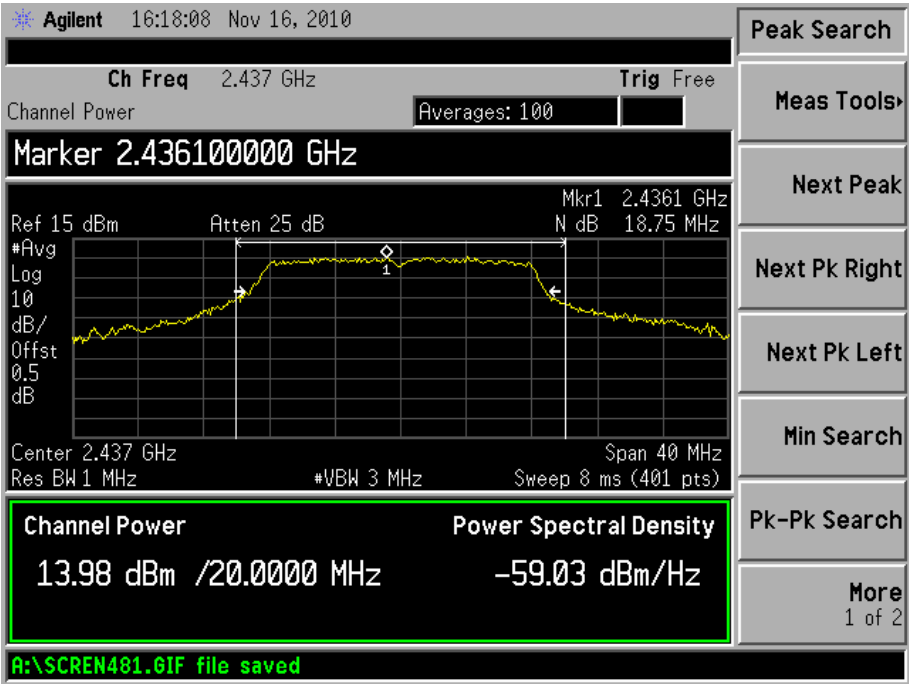 Agilent 16:18:08 Nov 16, 2010
Peak Search
Ch Freq 2.437 GHz Trig Free
Channel Power Averages: 100
Meas Tools
Marker 2.436100000 GHz
Next Peak
Mkr1 2.4361 GHz
Ref 15 dBm Atten 25 dB N dB 18.75 MHz
#Avg
Log
10
dB/
Offst
0.5
dB
1
Next Pk Right
Next Pk Left
Min Search
Center 2.437 GHz Span 40 MHz
Res BW 1 MHz #VBW 3 MHz Sweep 8 ms (401 pts)
Channel Power Power Spectral Density
13.98 dBm /20.0000 MHz -59.03 dBm/Hz
Pk-Pk Search
More
1 of 2
A:\SCREN481.GIF file saved